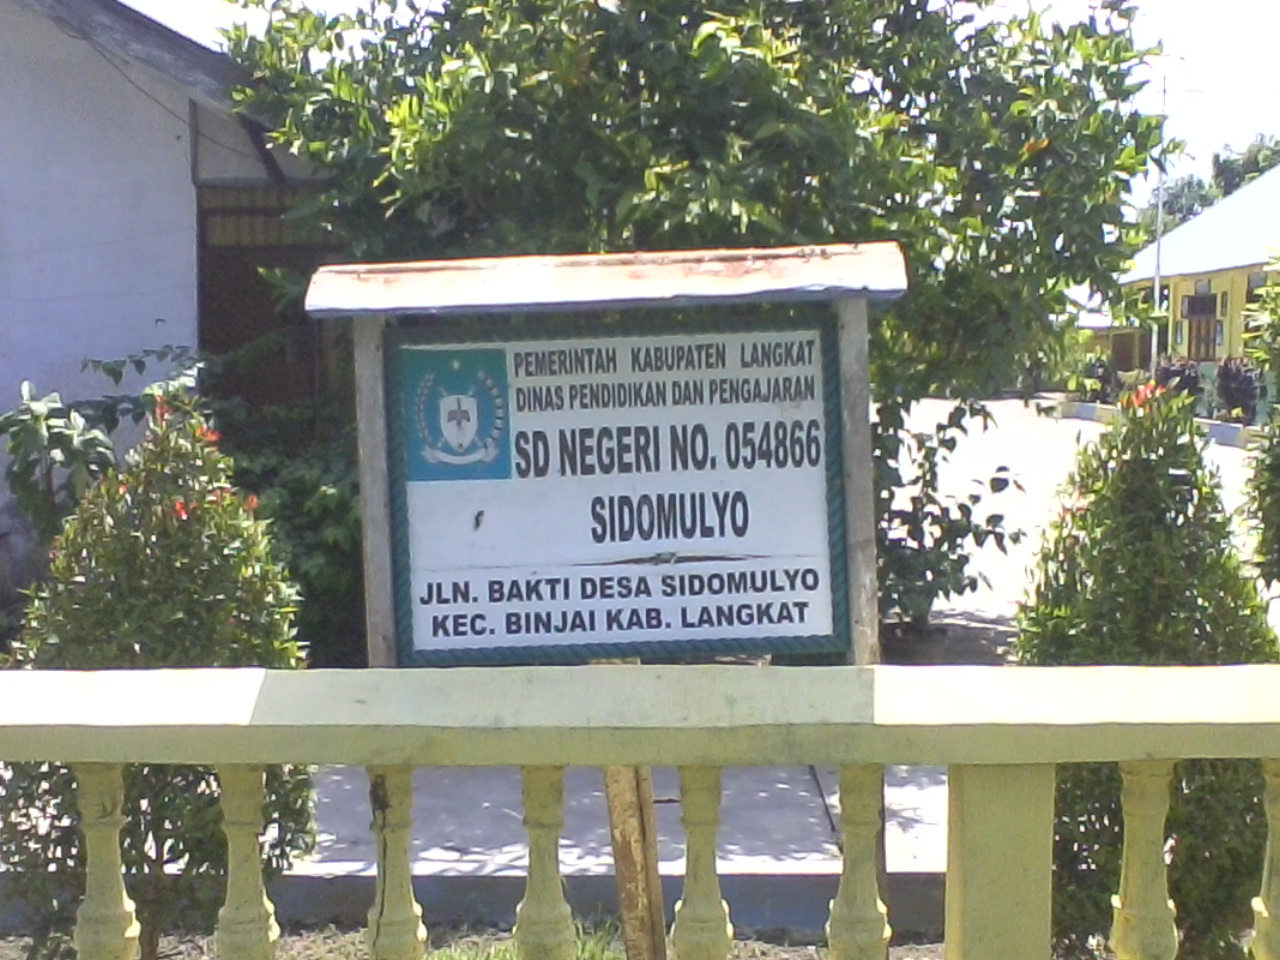 PEMERINTAH KABUPATEN LANGKAT
DINAS PENDIDIKAN DAN PENGAJARAN
SD NEGERI NO. 054866
SIDOMULYO
JLN. BAKTI DESA SIDOMULYO
KEC. BINJAI KAB. LANGKAT